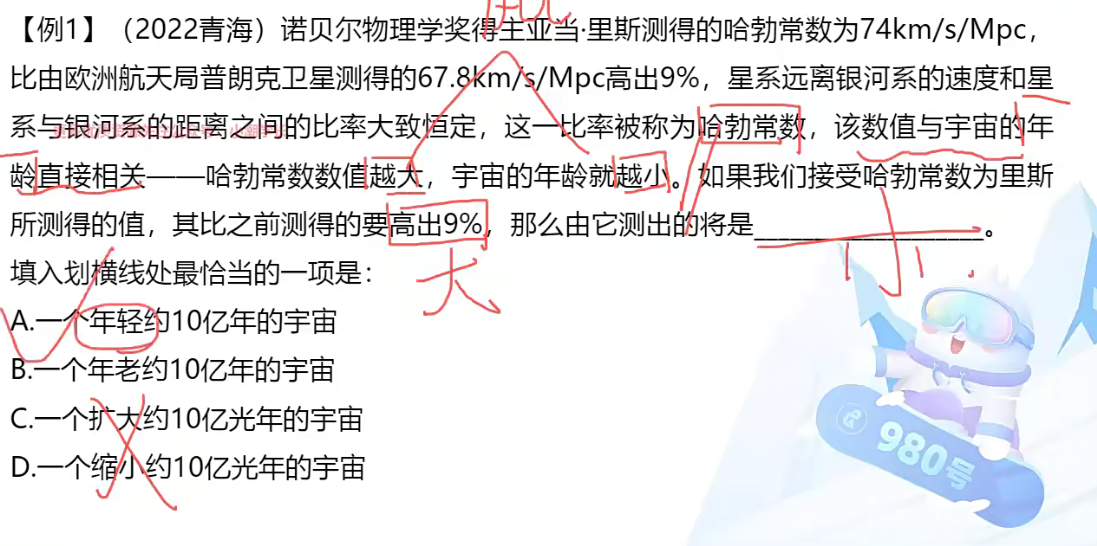 【例1】(2022青海)诺贝尔物理学奖得主亚当·里斯测得的哈勃常数为74km/s/Mpc,
比由欧洲航天局普朗克卫星测得的67.8km/s/Mpc高出9%,星系远离银河系的速度和星
系与银河系的距离之间的比率大致恒定,这一比率被称为哈勃常数,该数值与宇宙的年
龄直接相关——哈勃常数数值越大,宇宙的年龄就越小。如果我们接受哈勃常数为里斯
所测得的值,其比之前测得的要高出9%,那么由它测出的将是____________________。
大
小
填入划横线处最恰当的一项是:
A.一个年轻约10亿年的宇宙
B.一个年老约10亿年的宇宙
C.一个扩大约10亿光年的宇宙
D.一个缩小约10亿光年的宇宙
980号